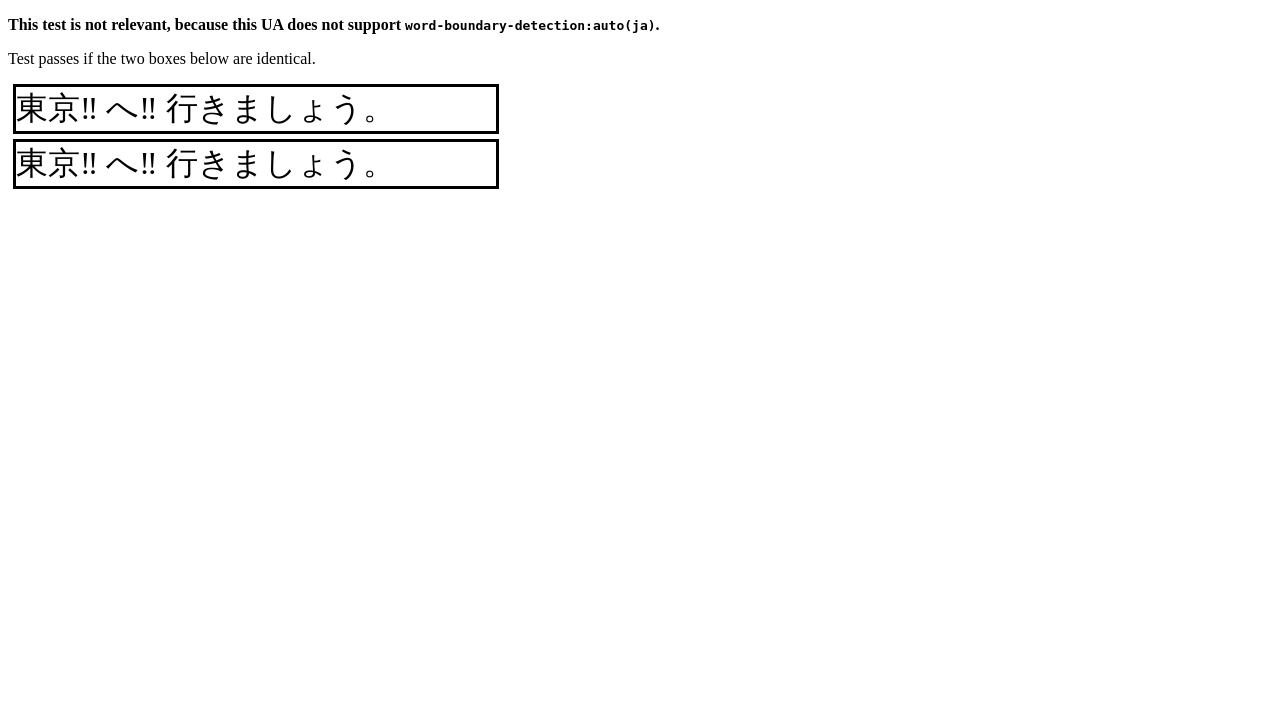 This test is not relevant, because this UA does not support word-boundary-detection:auto(ja).
Test passes if the two boxes below are identical.
東京‼ へ‼ 行きましょう。
東京‼ へ‼ 行きましょう。